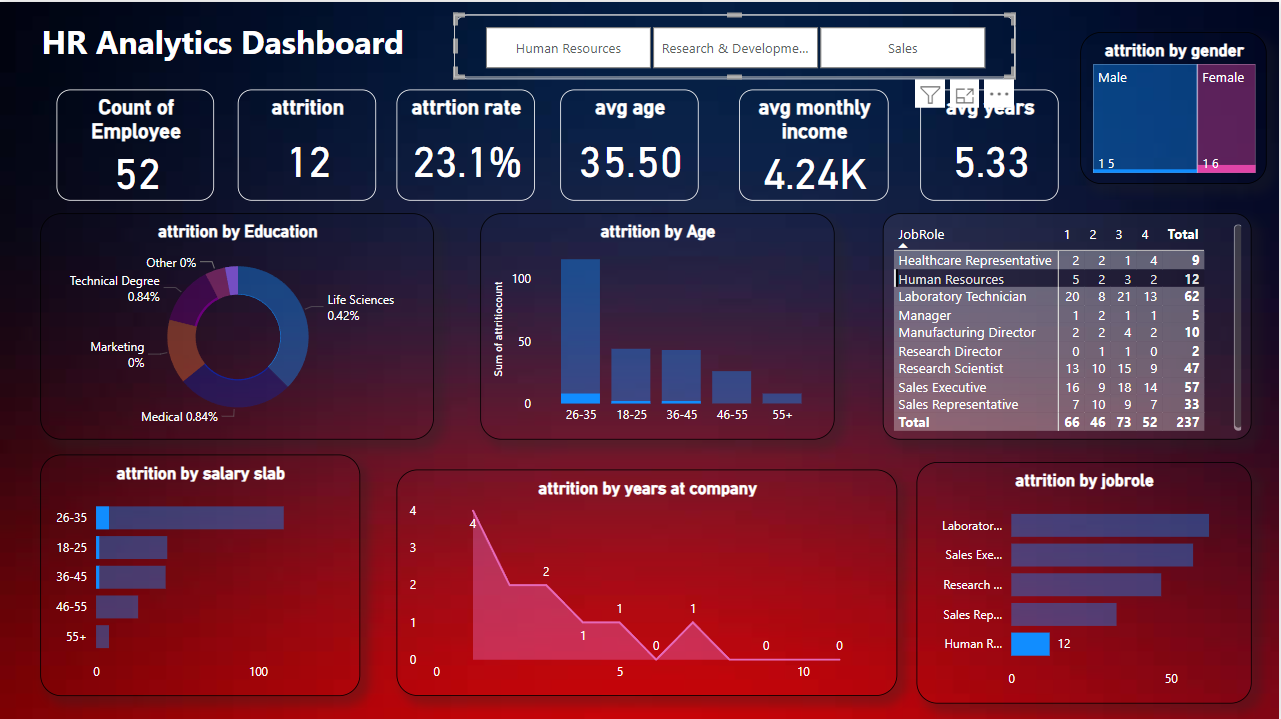 HR Analytics Dashboard
Human Resources
Research & Developme...
Sales
attrition by gender
Male
Female
1 5
1 6
Count of
Employee
52
attrition
12
attrtion rate
23.1%
avg age
35.50
avg monthly
income
4.24K
avg years
5.33
attrition by Education
Other 0%
Technical Degree
0.84%
Life Sciences
0.42%
Marketing
0%
Medical 0.84%
attrition by Age
Sum of attritiocount
100
50
0
26-35 18-25 36-45 46-55 55+
JobRole 1 2 3 4 Total
Healthcare Representative 2 2 1 4 9
Human Resources 5 2 3 2 12
Laboratory Technician 20 8 21 13 62
Manager 1 2 1 1 5
Manufacturing Director 2 2 4 2 10
Research Director 0 1 1 0 2
Research Scientist 13 10 15 9 47
Sales Executive 16 9 18 14 57
Sales Representative 7 10 9 7 33
Total 66 46 73 52 237
attrition by salary slab
26-35
18-25
36-45
46-55
55+
0 100
attrition by years at company
4
3
2
1
0
4
2
1
1
0
1
0
0
0 5 10
attrition by jobrole
Laborator...
Sales Exe...
Research ...
Sales Rep...
Human R... 12
0 50